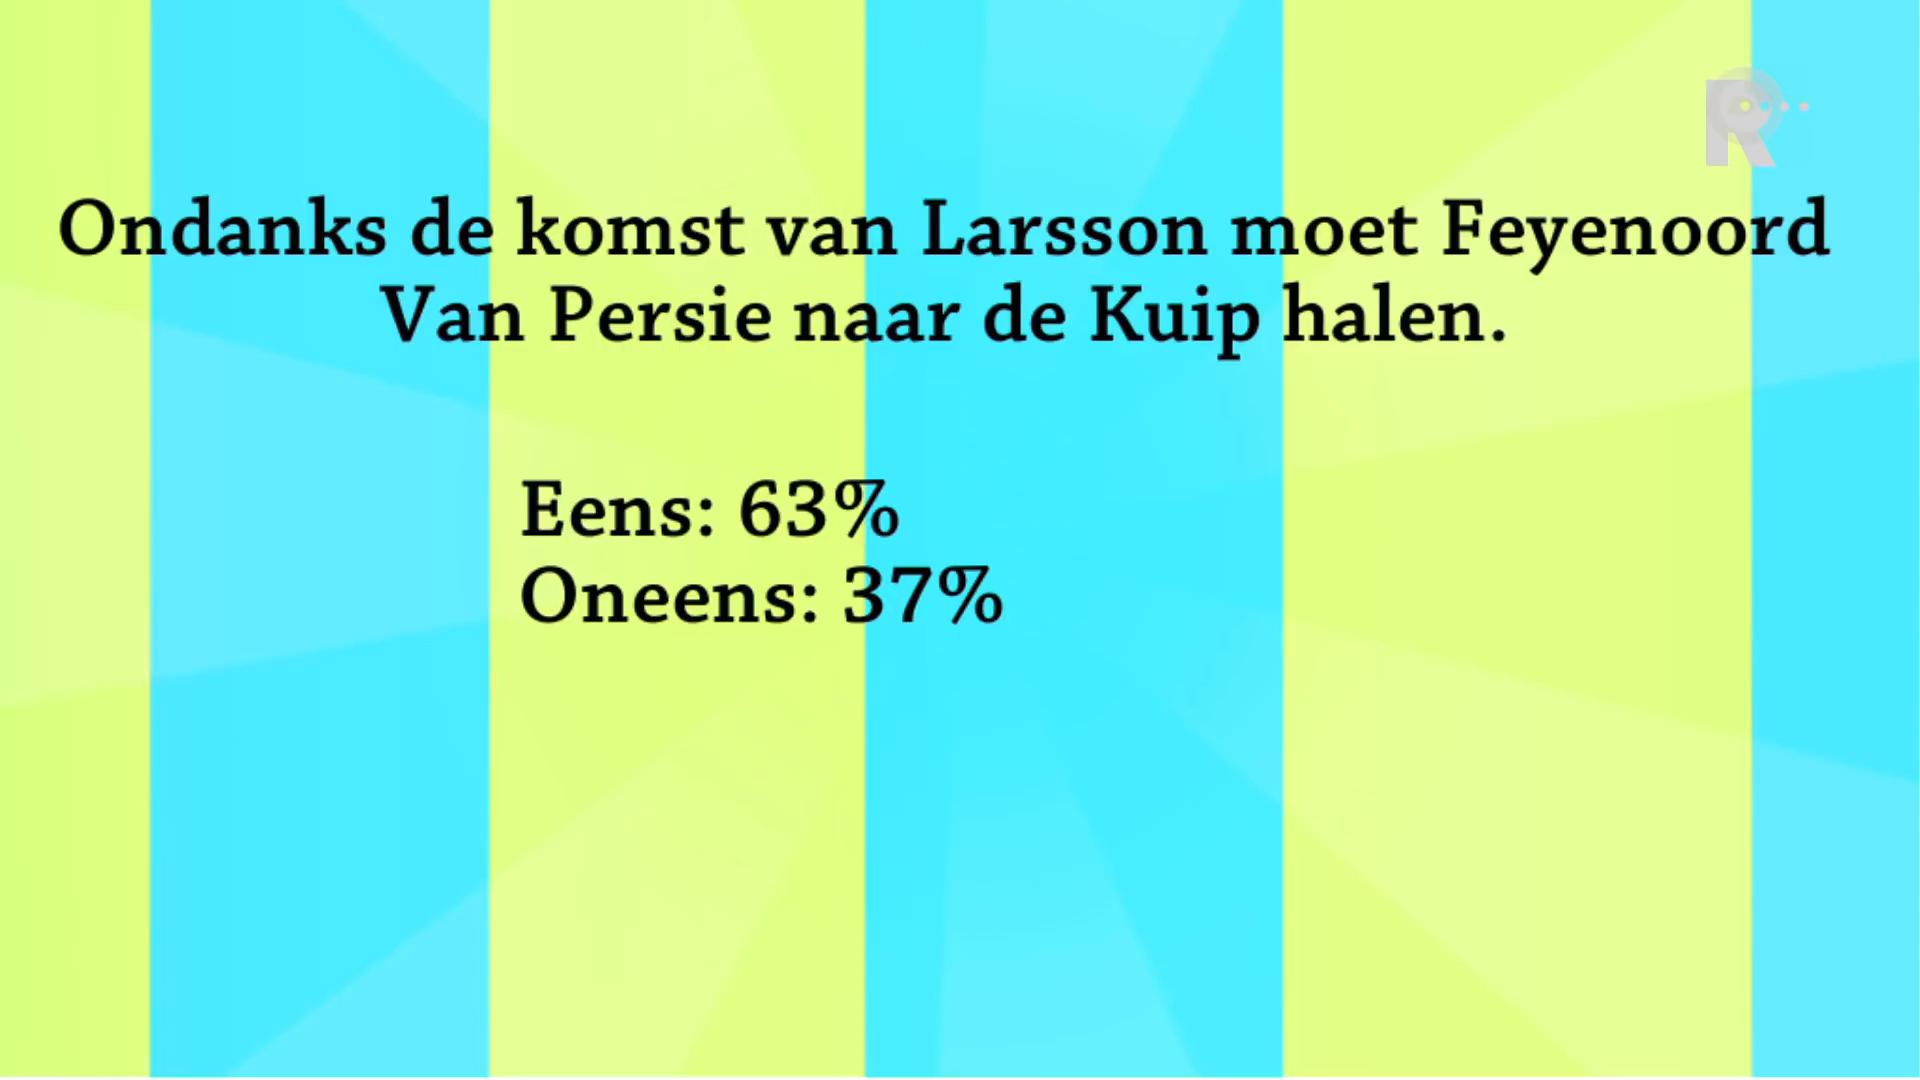 R
Ondanks de komst van Larsson moet Feyenoord
Van Persie naar de Kuip halen.
Eens: 63%
Oneens: 37%